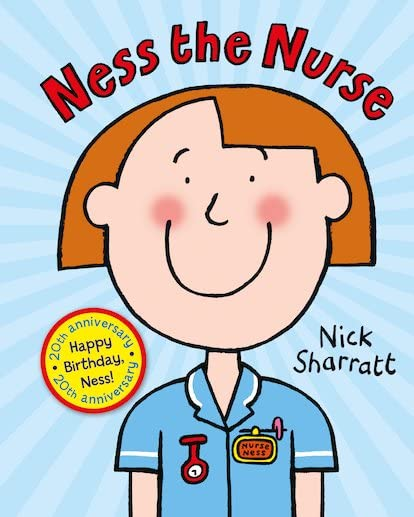 Ness the Nurse
Nick
Sharratt
20th anniversary
Happy
Birthday,
Ness!
20th anniversary
NURSE
NESS